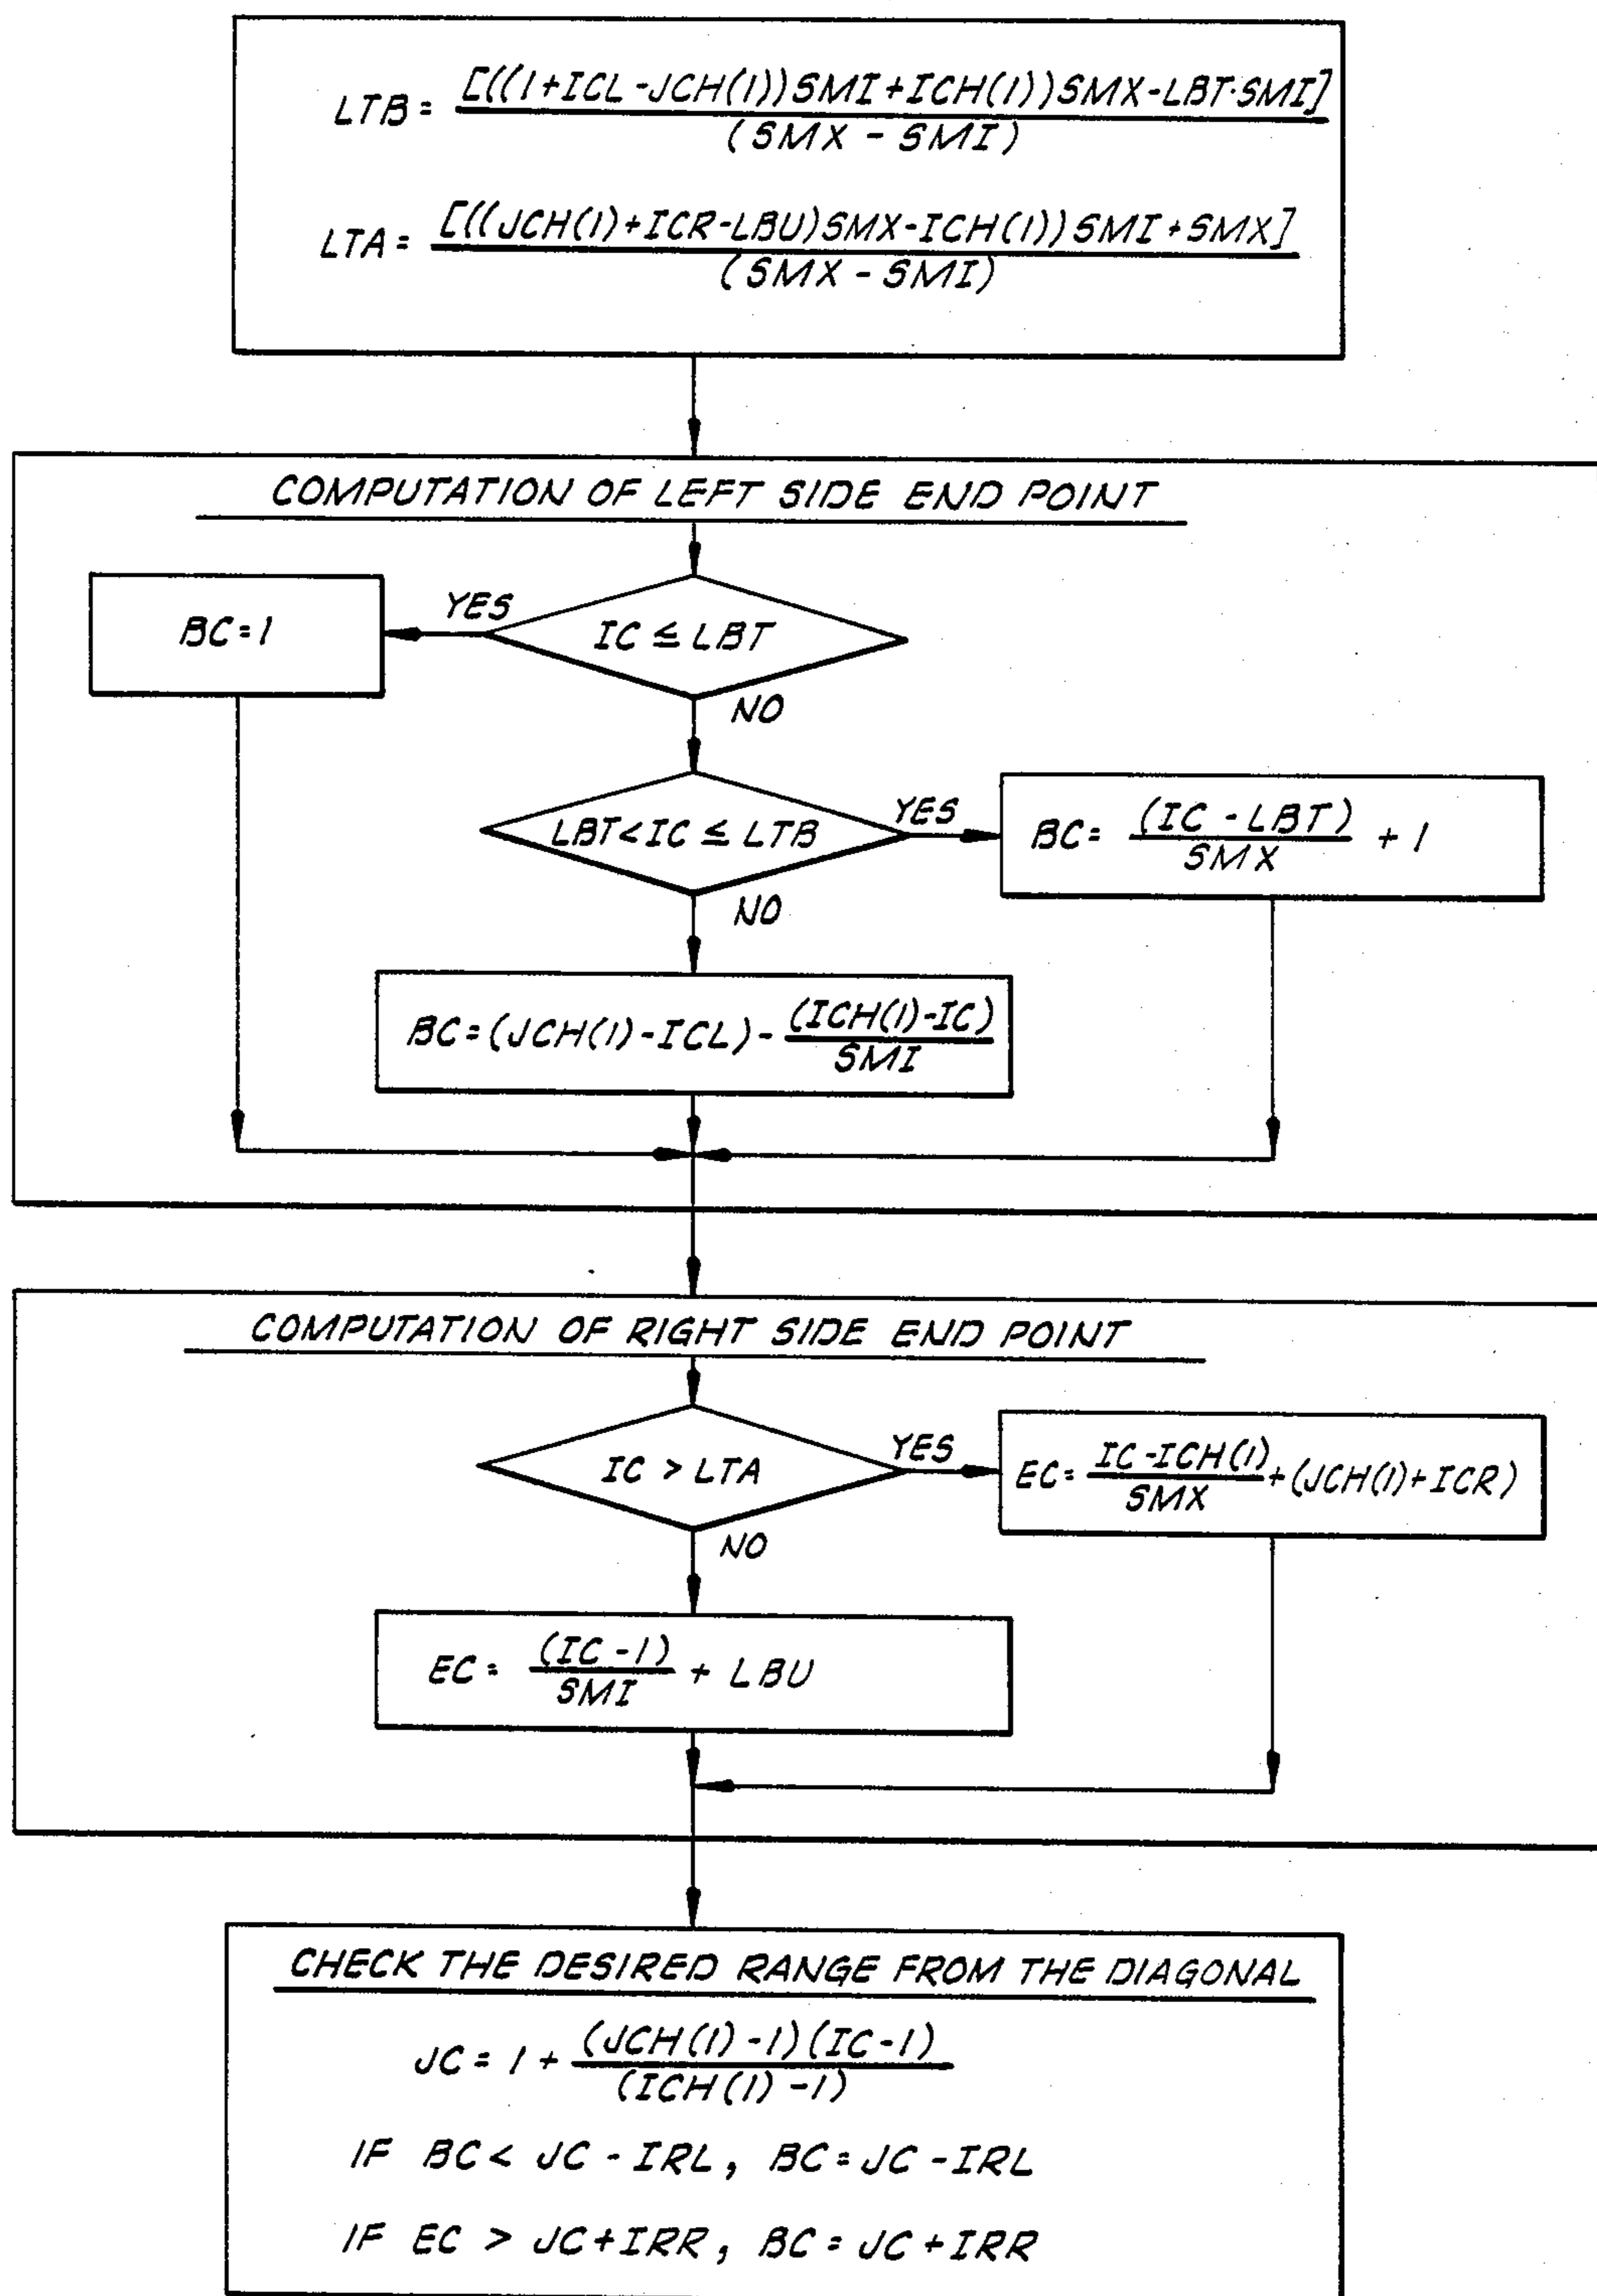 LTB = [((1+ICL-JCH(1))SMI+ICH(1))SMX-LBT·SMI]
(SMX - SMI)
LTA = [((JCH(1)+ICR-LBU)SMX-ICH(1))SMI+SMX]
(SMX - SMI)
COMPUTATION OF LEFT SIDE END POINT
BC=1
YES
IC ≤ LBT
NO
LBT<IC ≤ LTB
YES
BC= (IC - LBT) + 1
SMX
NO
BC=(JCH(1)-ICL)- (ICH(1)-IC)
SMI
COMPUTATION OF RIGHT SIDE END POINT
IC > LTA
YES
EC= IC-ICH(1) +(JCH(1)+ICR)
SMX
NO
EC= (IC-1) + LBU
SMI
CHECK THE DESIRED RANGE FROM THE DIAGONAL
JC = 1 + (JCH(1)-1)(IC-1)
(ICH(1)-1)
IF BC< JC - IRL, BC=JC-IRL
IF EC > JC+IRR, BC = JC+IRR